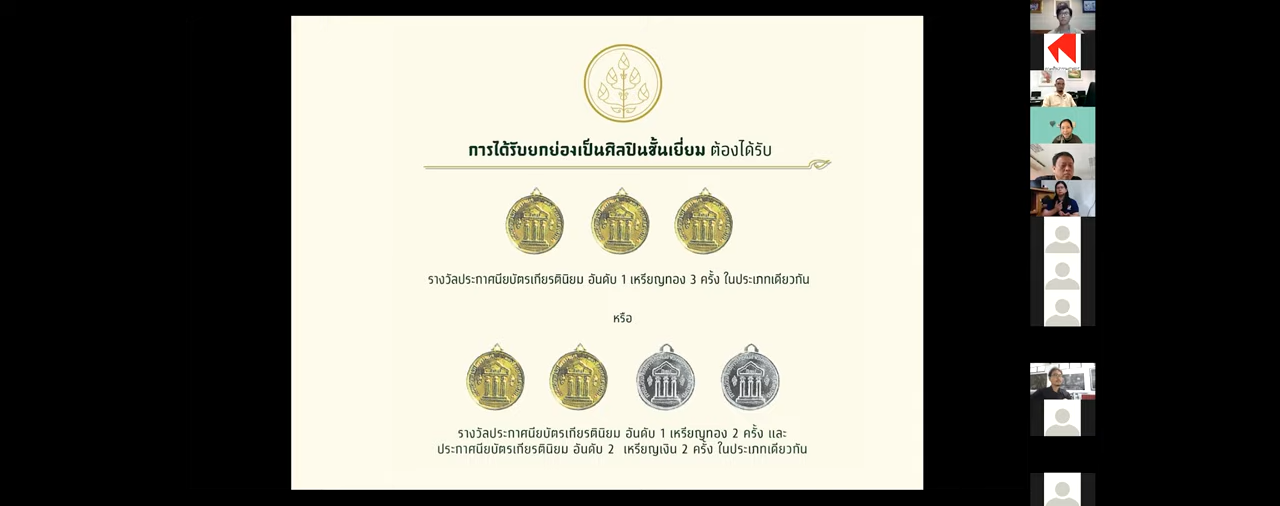 การได้รับยกย่องเป็นศิลปินชั้นเยี่ยม ต้องได้รับ
รางวัลประกาศนียบัตรเกียรตินิยม อันดับ 1 เหรียญทอง 3 ครั้ง ในประเภทเดียวกัน
หรือ
รางวัลประกาศนียบัตรเกียรตินิยม อันดับ 1 เหรียญทอง 2 ครั้ง และ
ประกาศนียบัตรเกียรตินิยม อันดับ 2 เหรียญเงิน 2 ครั้ง ในประเภทเดียวกัน